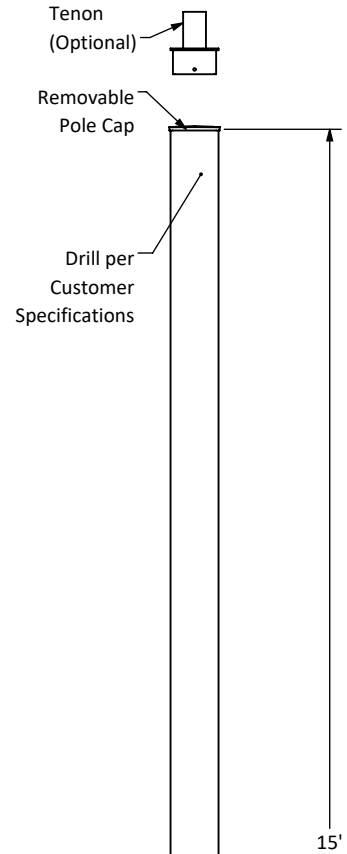 Tenon
(Optional)
Removable
Pole Cap
Drill per
Customer
Specifications
15'